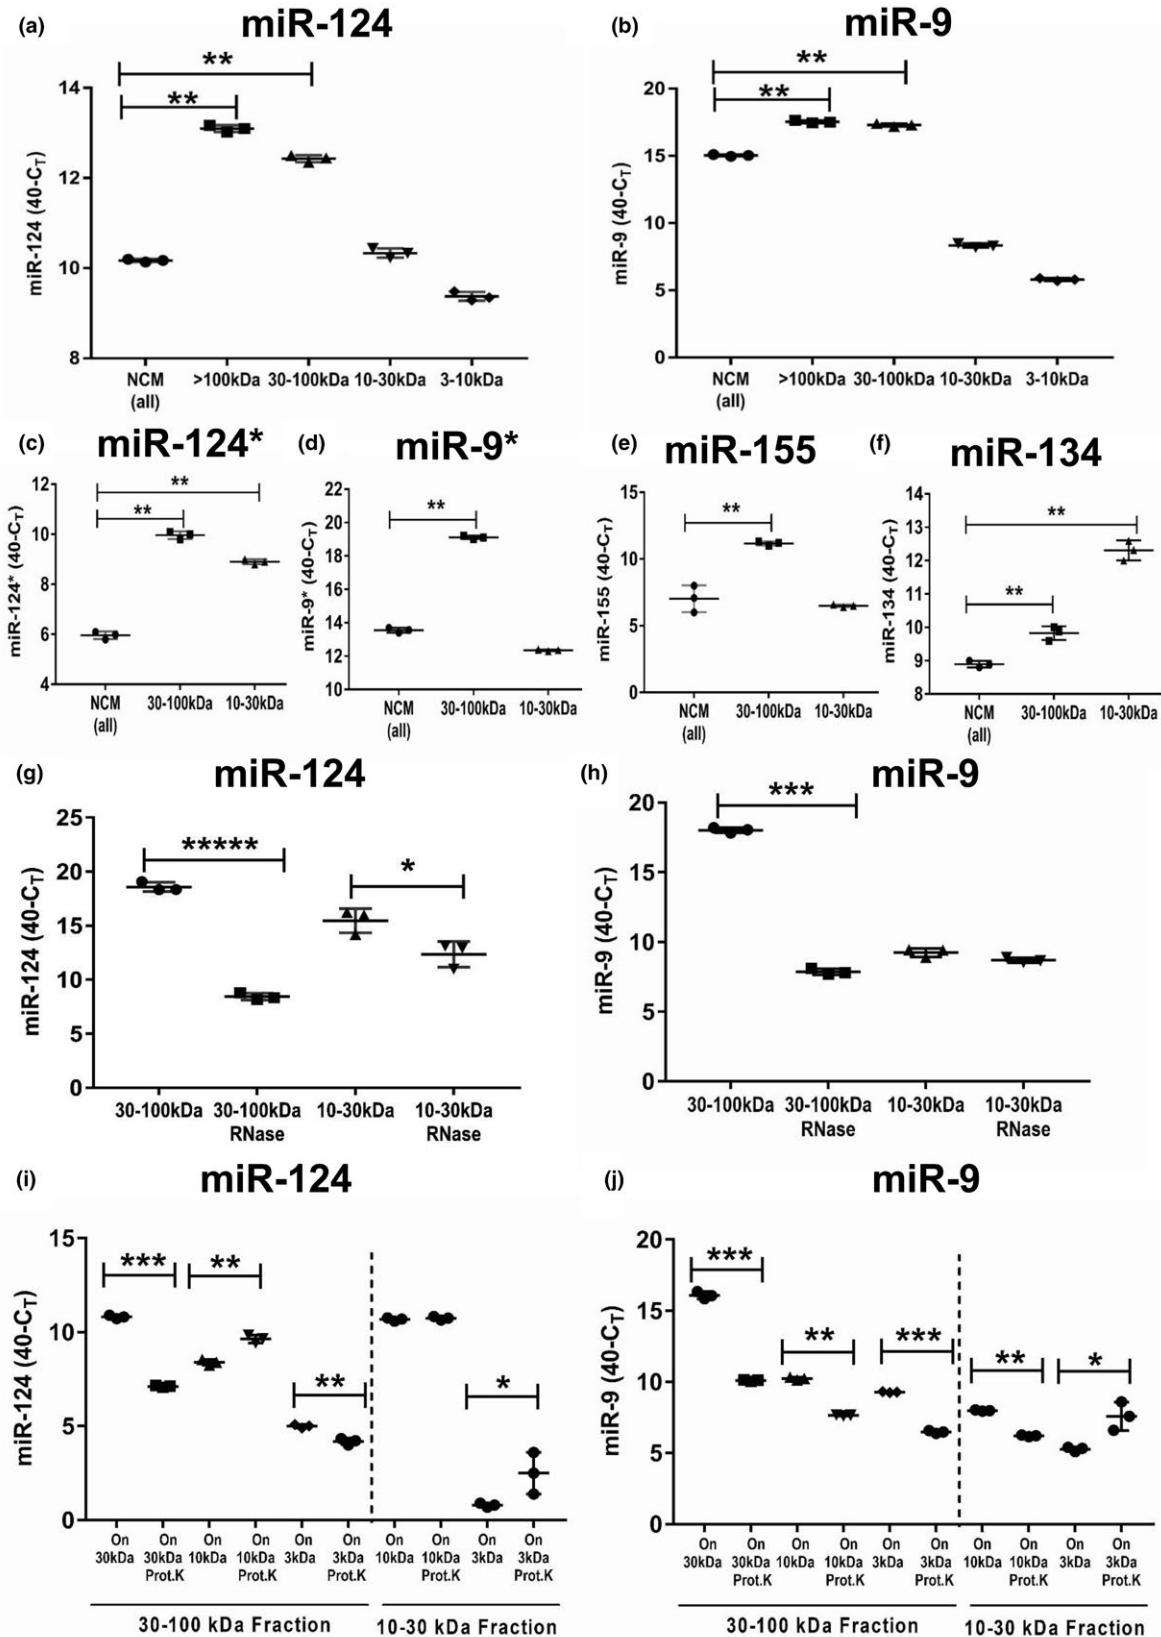 (a) miR-124
**
**
miR-124 (40-CT)
14
12
10
8
NCM
(all)
>100kDa
30-100kDa
10-30kDa
3-10kDa
(b) miR-9
**
**
miR-9 (40-CT)
20
15
10
5
0
NCM
(all)
>100kDa
30-100kDa
10-30kDa
3-10kDa
(c) miR-124*
**
**
miR-124* (40-CT)
12
10
8
6
4
NCM
(all)
30-100kDa
10-30kDa
(d) miR-9*
**
miR-9* (40-CT)
22
20
18
16
14
12
10
NCM
(all)
30-100kDa
10-30kDa
(e) miR-155
**
miR-155 (40-CT)
15
10
5
0
NCM
(all)
30-100kDa
10-30kDa
(f) miR-134
**
**
miR-134 (40-CT)
14
13
12
11
10
9
8
NCM
(all)
30-100kDa
10-30kDa
(g) miR-124
*****
*
miR-124 (40-CT)
25
20
15
10
5
0
30-100kDa
30-100kDa
RNase
10-30kDa
10-30kDa
RNase
(h) miR-9
***
miR-9 (40-CT)
20
15
10
5
0
30-100kDa
30-100kDa
RNase
10-30kDa
10-30kDa
RNase
(i) miR-124
***
**
**
*
miR-124 (40-CT)
15
10
5
0
On
30kDa
On
30kDa
Prot.K
On
10kDa
On
10kDa
Prot.K
On
3kDa
On
3kDa
Prot.K
On
10kDa
On
10kDa
Prot.K
On
3kDa
On
3kDa
Prot.K
30-100 kDa Fraction
10-30 kDa Fraction
(j) miR-9
***
**
***
**
*
miR-9 (40-CT)
20
15
10
5
0
On
30kDa
On
30kDa
Prot.K
On
10kDa
On
10kDa
Prot.K
On
3kDa
On
3kDa
Prot.K
On
10kDa
On
10kDa
Prot.K
On
3kDa
On
3kDa
Prot.K
30-100 kDa Fraction
10-30 kDa Fraction